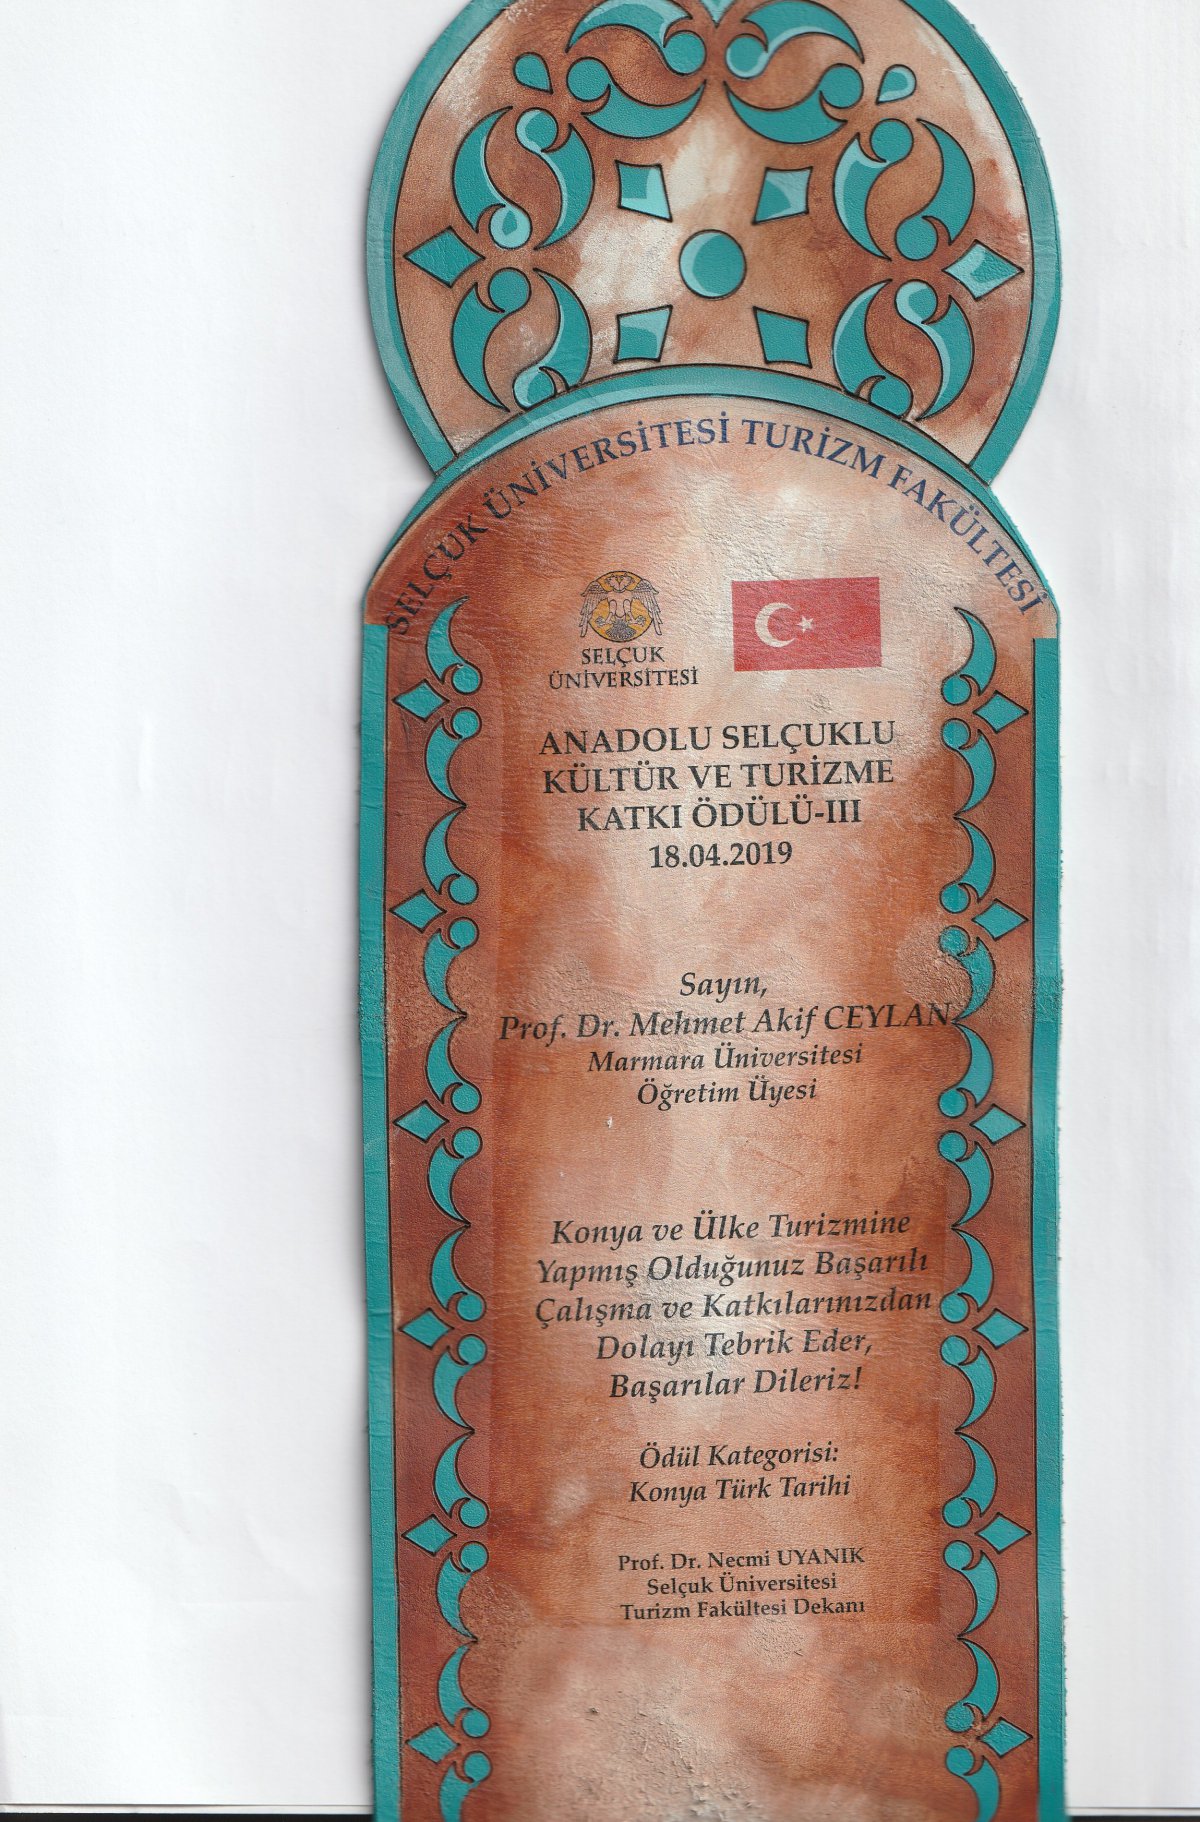 SELÇUK ÜNİVERSİTESİ TURİZM FAKÜLTESİ
SELÇUK
ÜNİVERSİTESİ
ANADOLU SELÇUKLU
KÜLTÜR VE TURİZME
KATKI ÖDÜLÜ-III
18.04.2019
Sayın,
Prof. Dr. Mehmet Akif CEYLAN
Marmara Üniversitesi
Öğretim Üyesi
Konya ve Ülke Turizmine
Yapmış Olduğunuz Başarılı
Çalışma ve Katkılarınızdan
Dolayı Tebrik Eder,
Başarılar Dileriz!
Ödül Kategorisi:
Konya Türk Tarihi
Prof. Dr. Necmi UYANIK
Selçuk Üniversitesi
Turizm Fakültesi Dekanı